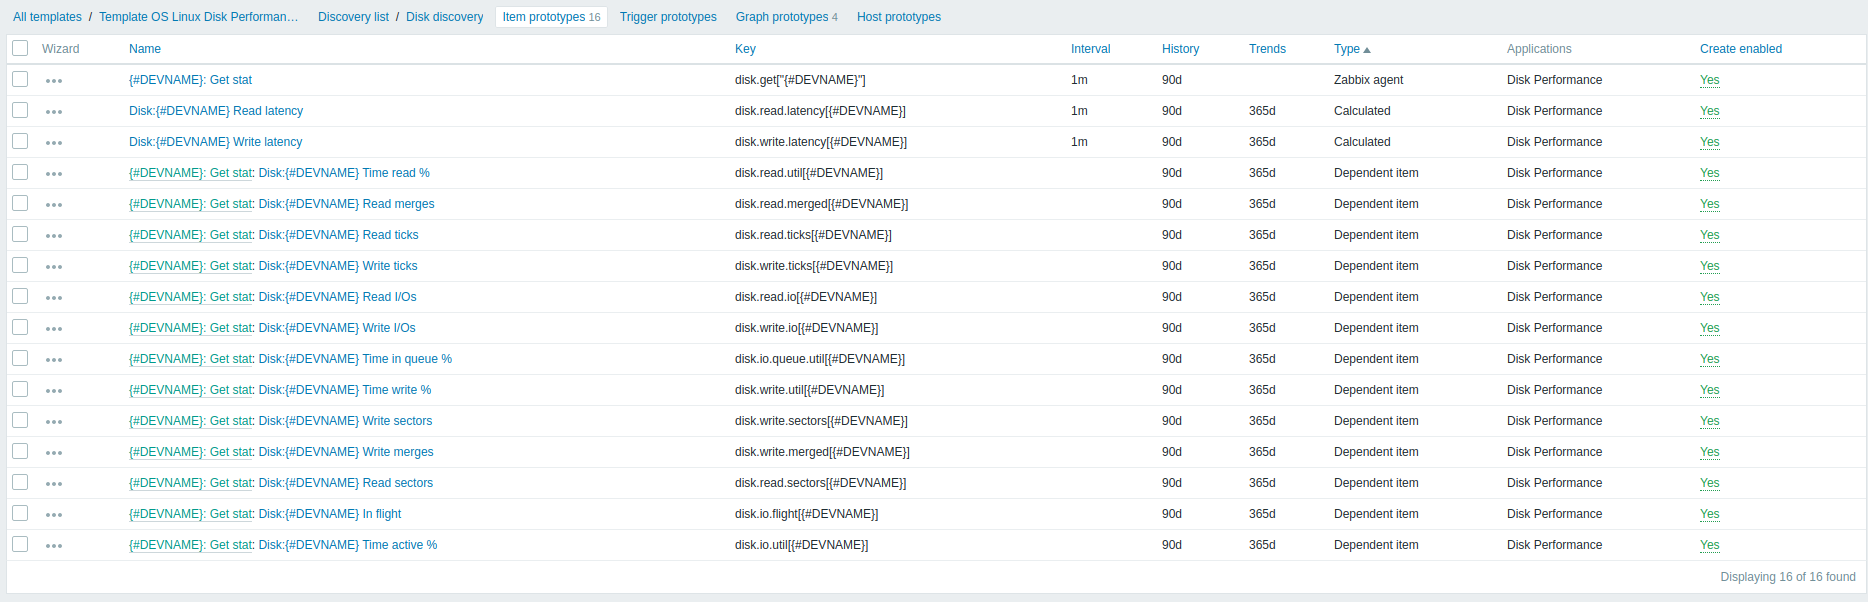 All templates / Template OS Linux Disk Performan… Discovery list / Disk discovery Item prototypes 16 Trigger prototypes Graph prototypes 4 Host prototypes
Wizard Name Key Interval History Trends Type Applications Create enabled
{#DEVNAME}: Get stat disk.get["{#DEVNAME}"] 1m 90d Zabbix agent Disk Performance Yes
Disk:{#DEVNAME} Read latency disk.read.latency[{#DEVNAME}] 1m 90d 365d Calculated Disk Performance Yes
Disk:{#DEVNAME} Write latency disk.write.latency[{#DEVNAME}] 1m 90d 365d Calculated Disk Performance Yes
{#DEVNAME}: Get stat: Disk:{#DEVNAME} Time read % disk.read.util[{#DEVNAME}] 90d 365d Dependent item Disk Performance Yes
{#DEVNAME}: Get stat: Disk:{#DEVNAME} Read merges disk.read.merged[{#DEVNAME}] 90d 365d Dependent item Disk Performance Yes
{#DEVNAME}: Get stat: Disk:{#DEVNAME} Read ticks disk.read.ticks[{#DEVNAME}] 90d 365d Dependent item Disk Performance Yes
{#DEVNAME}: Get stat: Disk:{#DEVNAME} Write ticks disk.write.ticks[{#DEVNAME}] 90d 365d Dependent item Disk Performance Yes
{#DEVNAME}: Get stat: Disk:{#DEVNAME} Read I/Os disk.read.io[{#DEVNAME}] 90d 365d Dependent item Disk Performance Yes
{#DEVNAME}: Get stat: Disk:{#DEVNAME} Write I/Os disk.write.io[{#DEVNAME}] 90d 365d Dependent item Disk Performance Yes
{#DEVNAME}: Get stat: Disk:{#DEVNAME} Time in queue % disk.io.queue.util[{#DEVNAME}] 90d 365d Dependent item Disk Performance Yes
{#DEVNAME}: Get stat: Disk:{#DEVNAME} Time write % disk.write.util[{#DEVNAME}] 90d 365d Dependent item Disk Performance Yes
{#DEVNAME}: Get stat: Disk:{#DEVNAME} Write sectors disk.write.sectors[{#DEVNAME}] 90d 365d Dependent item Disk Performance Yes
{#DEVNAME}: Get stat: Disk:{#DEVNAME} Write merges disk.write.merged[{#DEVNAME}] 90d 365d Dependent item Disk Performance Yes
{#DEVNAME}: Get stat: Disk:{#DEVNAME} Read sectors disk.read.sectors[{#DEVNAME}] 90d 365d Dependent item Disk Performance Yes
{#DEVNAME}: Get stat: Disk:{#DEVNAME} In flight disk.io.flight[{#DEVNAME}] 90d 365d Dependent item Disk Performance Yes
{#DEVNAME}: Get stat: Disk:{#DEVNAME} Time active % disk.io.util[{#DEVNAME}] 90d 365d Dependent item Disk Performance Yes
Displaying 16 of 16 found